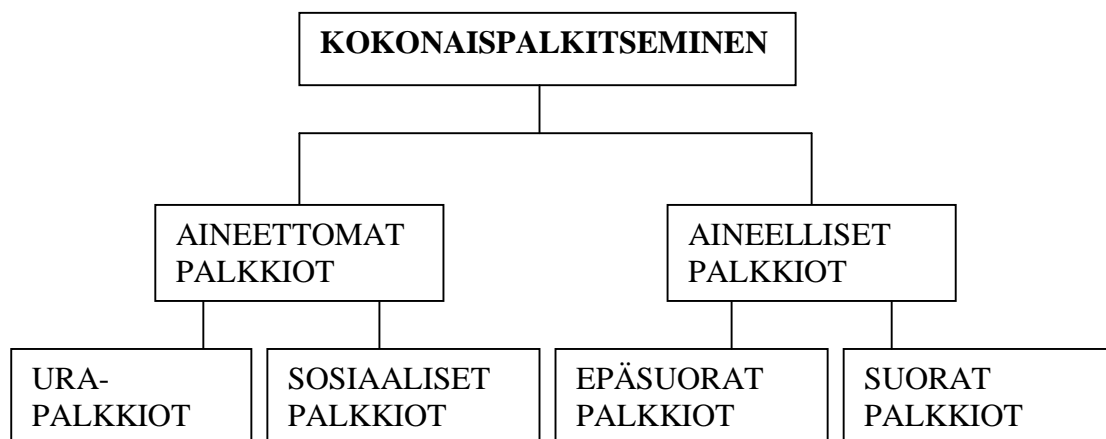 KOKONAISPALKITSEMINEN
AINEETTOMAT
PALKKIOT
AINEELLISET
PALKKIOT
URA-
PALKKIOT
SOSIAALISET
PALKKIOT
EPÄSUORAT
PALKKIOT
SUORAT
PALKKIOT